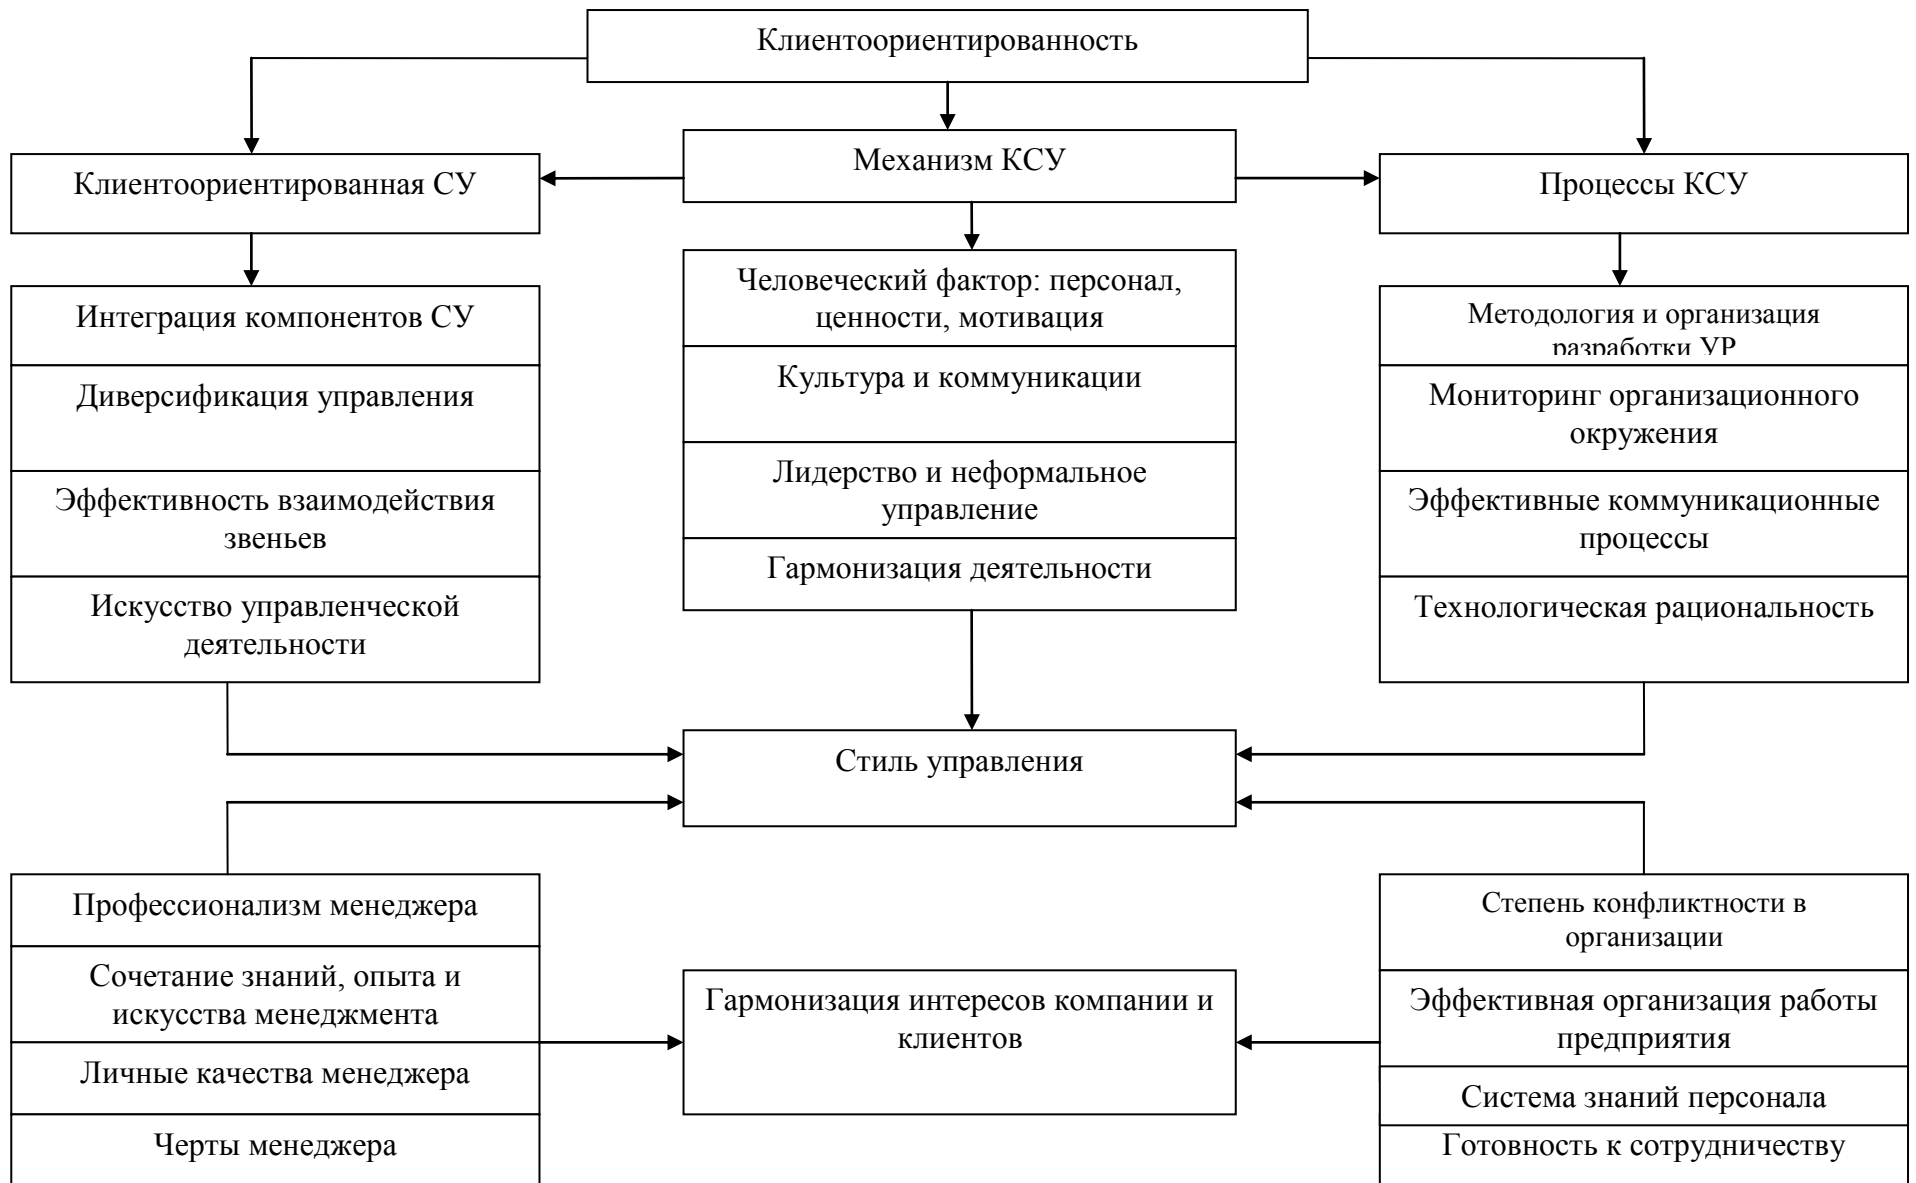 Клиентоориентированность
Механизм КСУ
Клиентоориентированная СУ
Процессы КСУ
Интеграция компонентов СУ
Диверсификация управления
Эффективность взаимодействия
звеньев
Искусство управленческой
деятельности
Человеческий фактор: персонал,
ценности, мотивация
Культура и коммуникации
Лидерство и неформальное
управление
Гармонизация деятельности
Методология и организация
разработки УР
Мониторинг организационного
окружения
Эффективные коммуникационные
процессы
Технологическая рациональность
Стиль управления
Профессионализм менеджера
Сочетание знаний, опыта и
искусства менеджмента
Личные качества менеджера
Черты менеджера
Гармонизация интересов компании и
клиентов
Степень конфликтности в
организации
Эффективная организация работы
предприятия
Система знаний персонала
Готовность к сотрудничеству